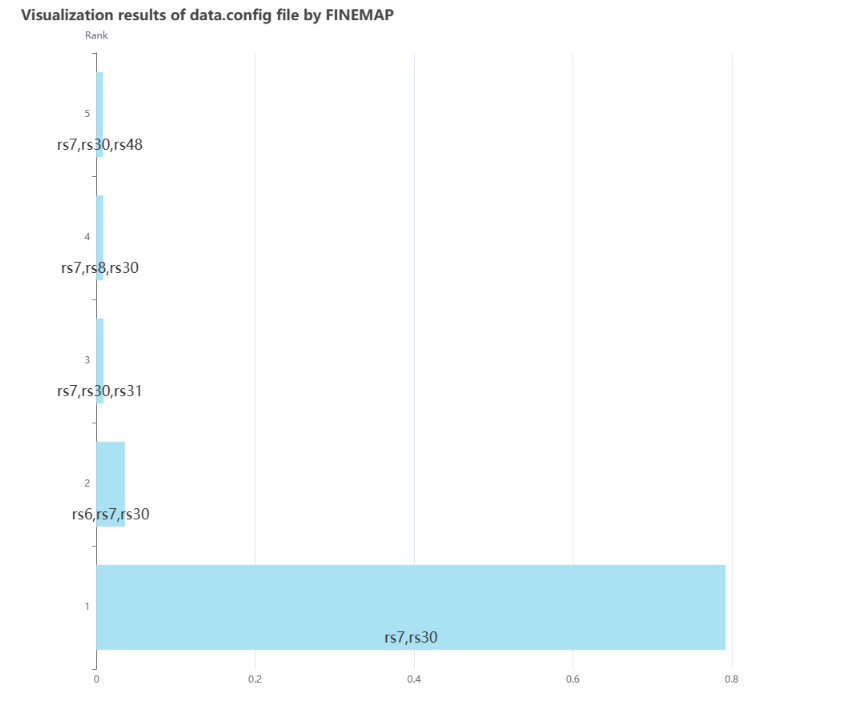 Visualization results of data.config file by FINEMAP
Rank
5
rs7,rs30,rs48
4
rs7,rs8,rs30
3
rs7,rs30,rs31
2
rs6,rs7,rs30
1
rs7,rs30
0 0.2 0.4 0.6 0.8